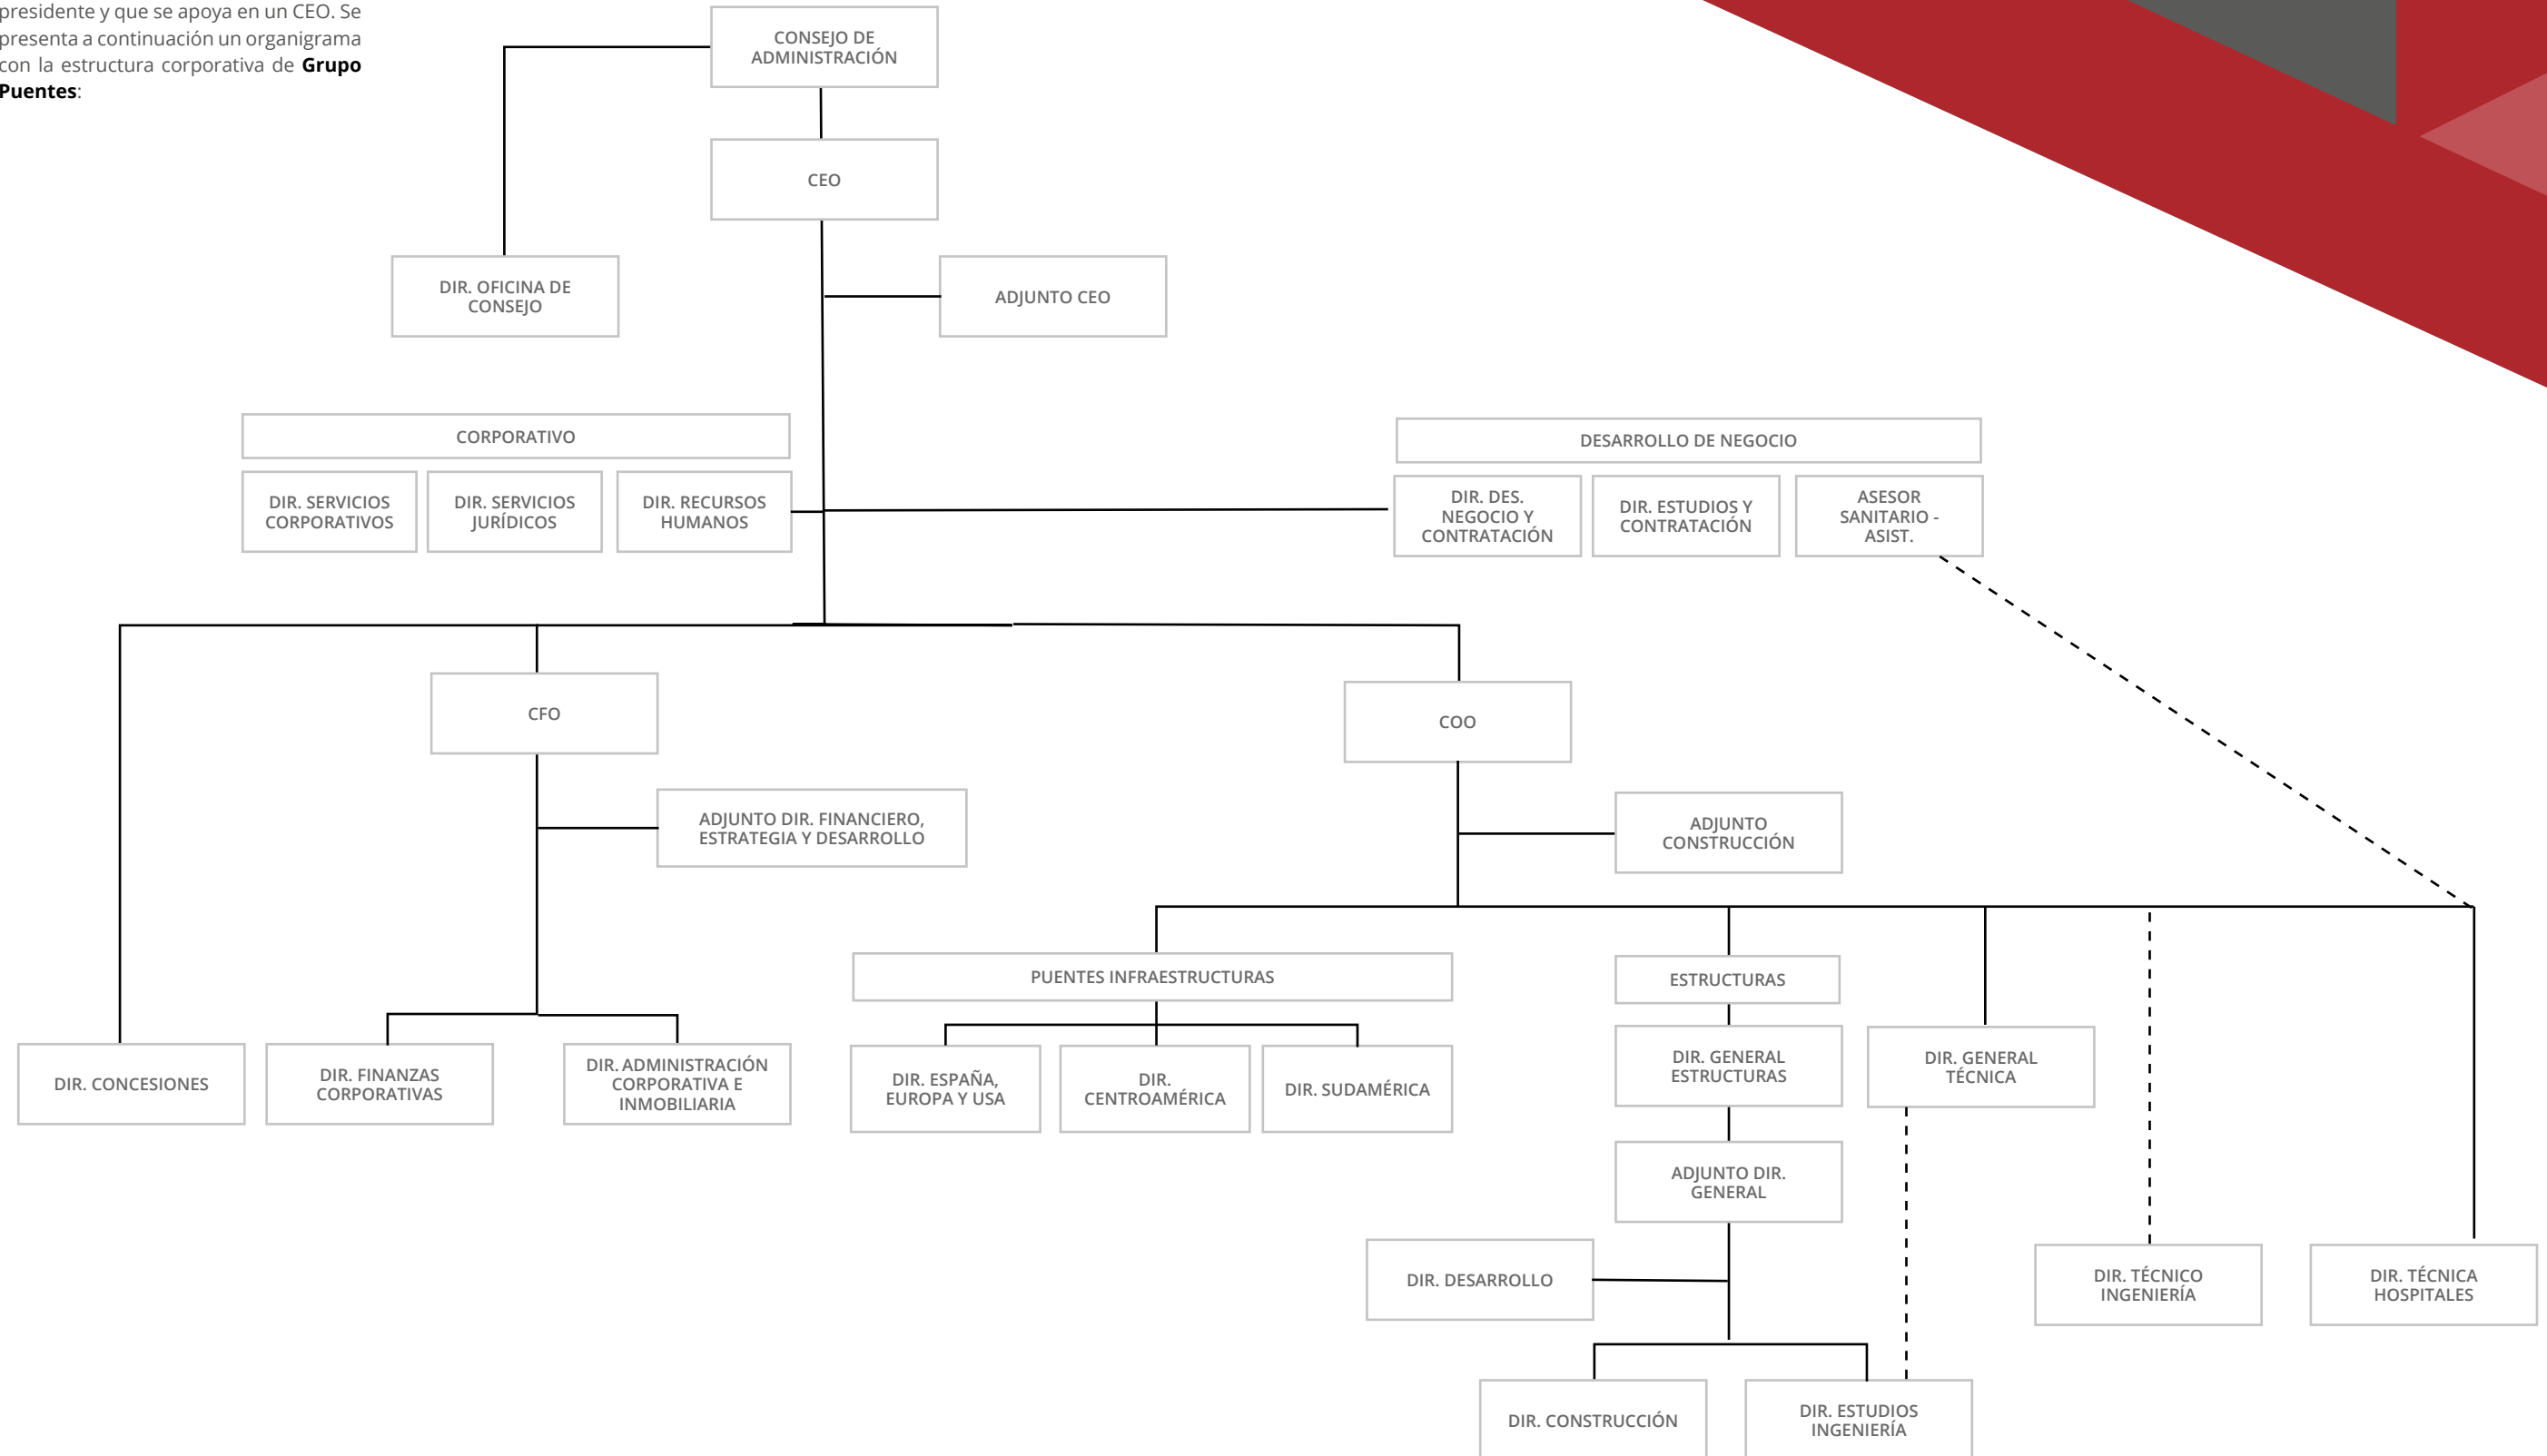 presidente y que se apoya en un CEO. Se
presenta a continuación un organigrama
con la estructura corporativa de Grupo
Puentes:
CONSEJO DE
ADMINISTRACIÓN
CEO
DIR. OFICINA DE
CONSEJO
ADJUNTO CEO
CORPORATIVO
DIR. SERVICIOS
CORPORATIVOS
DIR. SERVICIOS
JURÍDICOS
DIR. RECURSOS
HUMANOS
DESARROLLO DE NEGOCIO
DIR. DES.
NEGOCIO Y
CONTRATACIÓN
DIR. ESTUDIOS Y
CONTRATACIÓN
ASESOR
SANITARIO -
ASIST.
CFO
COO
ADJUNTO DIR. FINANCIERO,
ESTRATEGIA Y DESARROLLO
ADJUNTO
CONSTRUCCIÓN
PUENTES INFRAESTRUCTURAS
ESTRUCTURAS
DIR. CONCESIONES
DIR. FINANZAS
CORPORATIVAS
DIR. ADMINISTRACIÓN
CORPORATIVA E
INMOBILIARIA
DIR. ESPAÑA,
EUROPA Y USA
DIR.
CENTROAMÉRICA
DIR. SUDAMÉRICA
DIR. GENERAL
ESTRUCTURAS
DIR. GENERAL
TÉCNICA
ADJUNTO DIR.
GENERAL
DIR. DESARROLLO
DIR. TÉCNICO
INGENIERÍA
DIR. TÉCNICA
HOSPITALES
DIR. CONSTRUCCIÓN
DIR. ESTUDIOS
INGENIERÍA